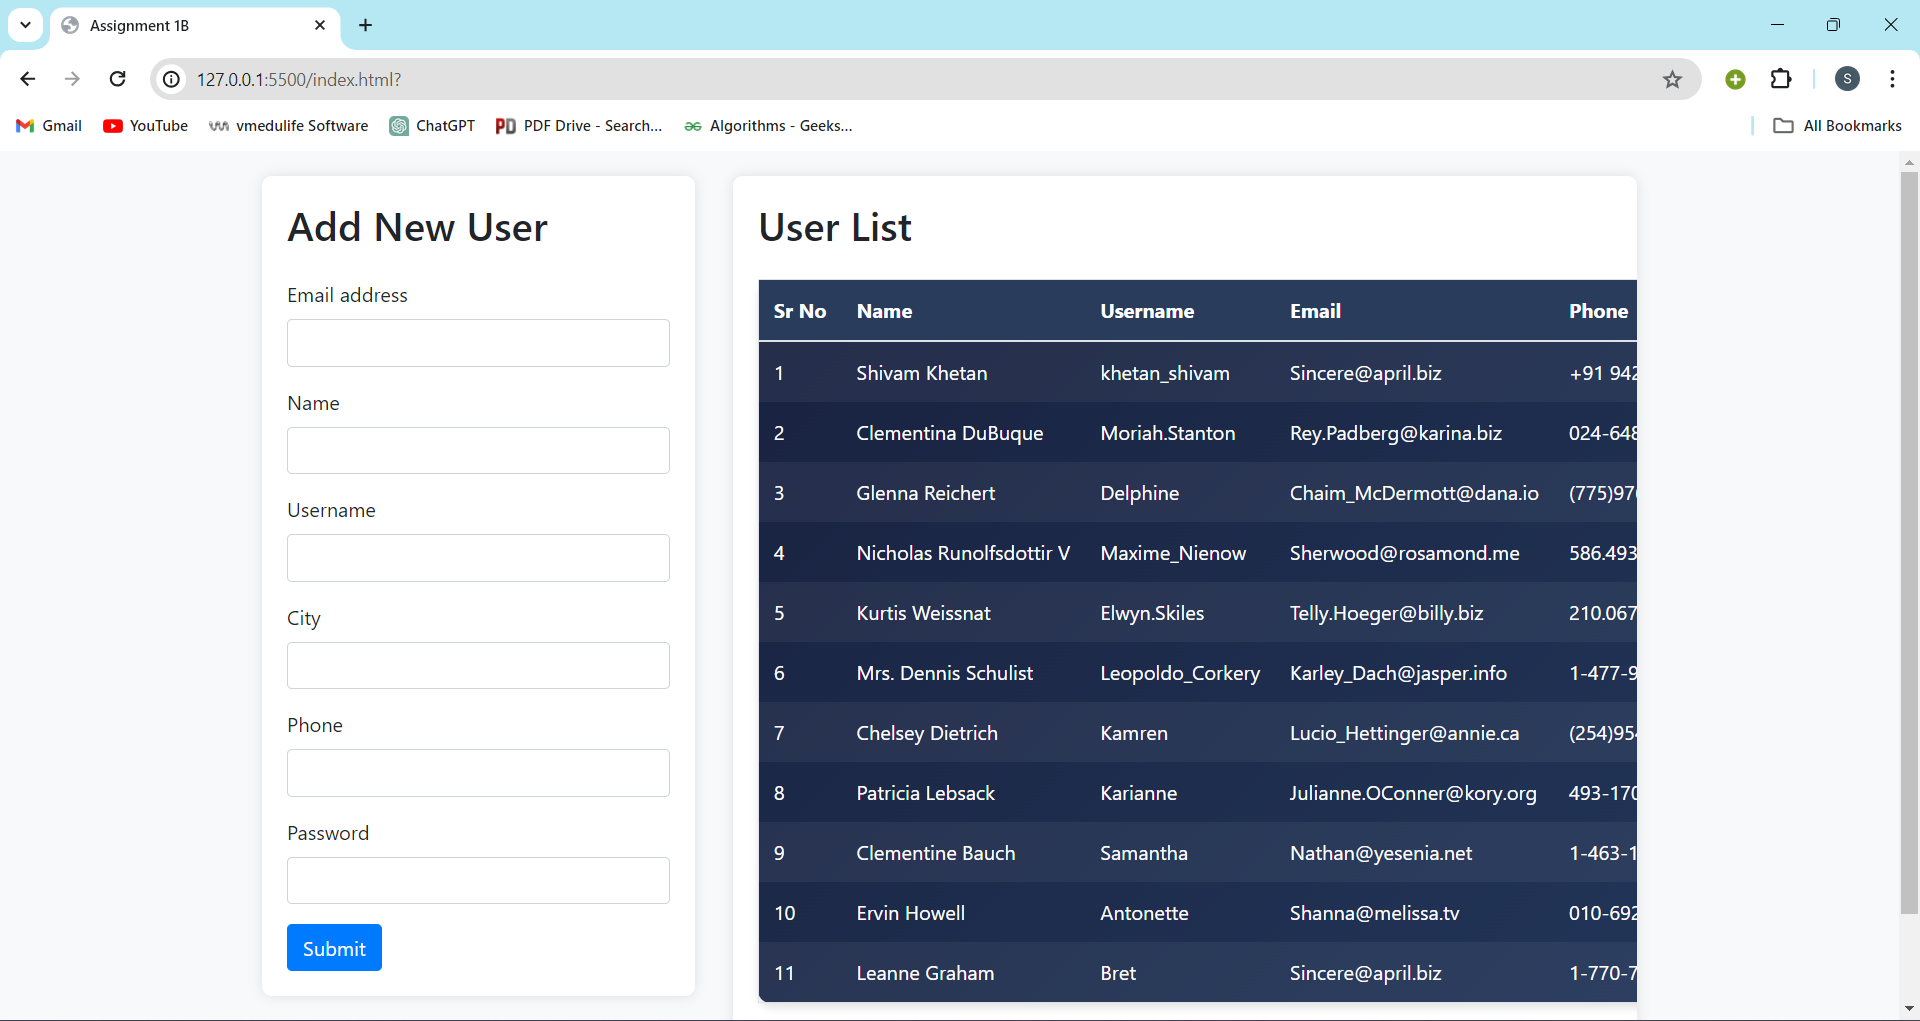 Assignment 1B
127.0.0.1:5500/index.html?
S
Gmail YouTube vmedulife Software ChatGPT PDF Drive - Search... Algorithms - Geeks... All Bookmarks
Add New User
Email address
Name
Username
City
Phone
Password
Submit
User List
Sr No Name Username Email Phone
1 Shivam Khetan khetan_shivam Sincere@april.biz +91 942
2 Clementina DuBuque Moriah.Stanton Rey.Padberg@karina.biz 024-648
3 Glenna Reichert Delphine Chaim_McDermott@dana.io (775)976
4 Nicholas Runolfsdottir V Maxime_Nienow Sherwood@rosamond.me 586.493
5 Kurtis Weissnat Elwyn.Skiles Telly.Hoeger@billy.biz 210.067
6 Mrs. Dennis Schulist Leopoldo_Corkery Karley_Dach@jasper.info 1-477-9
7 Chelsey Dietrich Kamren Lucio_Hettinger@annie.ca (254)954
8 Patricia Lebsack Karianne Julianne.OConner@kory.org 493-170
9 Clementine Bauch Samantha Nathan@yesenia.net 1-463-1
10 Ervin Howell Antonette Shanna@melissa.tv 010-692
11 Leanne Graham Bret Sincere@april.biz 1-770-7